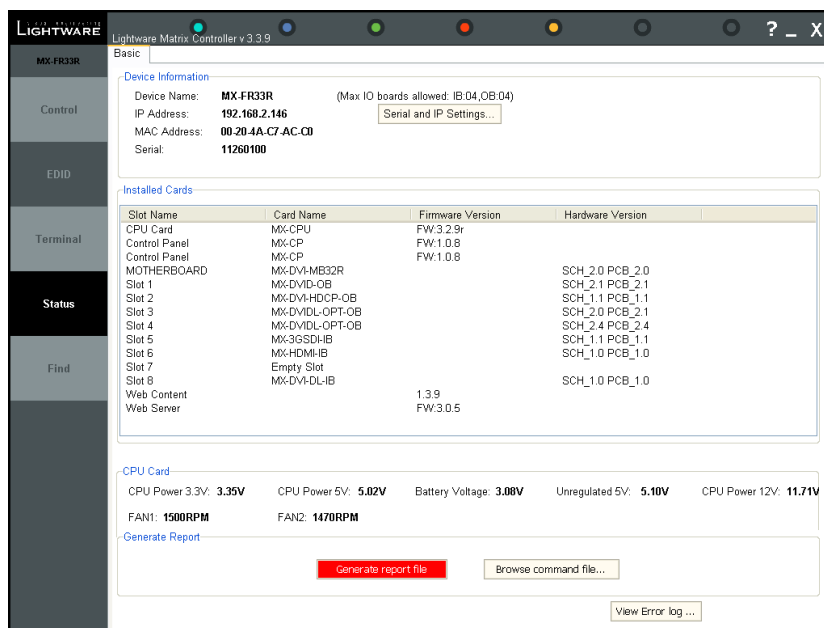 LIGHTWARE
Lightware Matrix Controller v 3.3.9
? _ X
MX-FR33R
Basic
Control
EDID
Terminal
Status
Find
Device Information
Device Name: MX-FR33R (Max IO boards allowed: IB:04,OB:04)
IP Address: 192.168.2.146 Serial and IP Settings...
MAC Address: 00-20-4A-C7-AC-C0
Serial: 11260100
Installed Cards
Slot Name Card Name Firmware Version Hardware Version
CPU Card MX-CPU FW:3.2.9r
Control Panel MX-CP FW:1.0.8
Control Panel MX-CP FW:1.0.8
MOTHERBOARD MX-DVI-MB32R SCH_2.0 PCB_2.0
Slot 1 MX-DVID-OB SCH_2.1 PCB_2.1
Slot 2 MX-DVI-HDCP-OB SCH_1.1 PCB_1.1
Slot 3 MX-DVIDL-OPT-OB SCH_2.0 PCB_2.1
Slot 4 MX-DVIDL-OPT-OB SCH_2.4 PCB_2.4
Slot 5 MX-3GSDI-IB SCH_1.1 PCB_1.1
Slot 6 MX-HDMI-IB SCH_1.0 PCB_1.0
Slot 7 Empty Slot
Slot 8 MX-DVI-DL-IB SCH_1.0 PCB_1.0
Web Content 1.3.9
Web Server FW:3.0.5
CPU Card
CPU Power 3.3V: 3.35V CPU Power 5V: 5.02V Battery Voltage: 3.08V Unregulated 5V: 5.10V CPU Power 12V: 11.71V
FAN1: 1500RPM FAN2: 1470RPM
Generate Report
Generate report file Browse command file...
View Error log ...